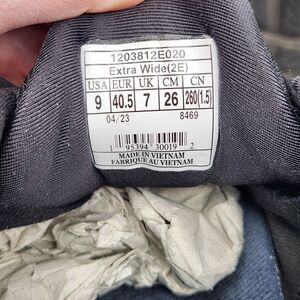 1203812E020
Extra Wide(2E)
USA EUR UK CM CN
9 40.5 7 26 260(1.5)
04/23 8469
1 95394 30019 2
MADE IN VIETNAM
FABRIQUE AU VIETNAM